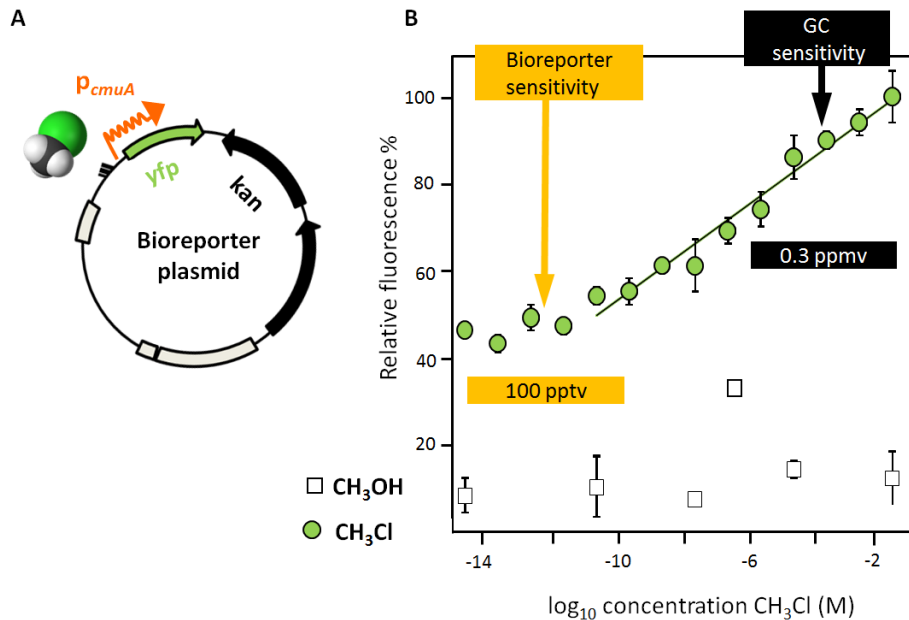 A
p_cmuA
yfp
kan
Bioreporter
plasmid
CH₃OH
CH₃Cl
B
Bioreporter
sensitivity
GC
sensitivity
Relative fluorescence %
100
80
60
40
20
0.3 ppmv
100 pptv
-14
-10
-6
-2
log₁₀ concentration CH₃Cl (M)